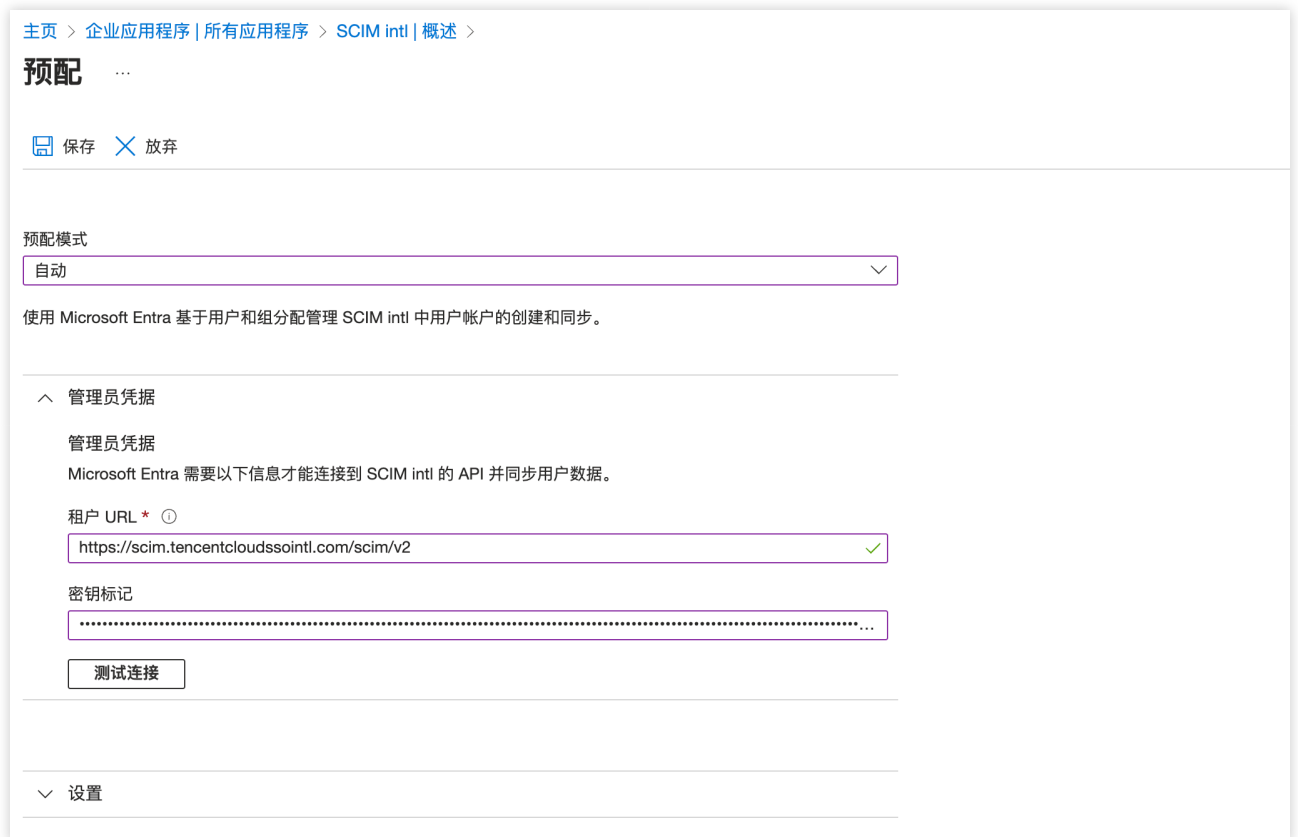 主页 > 企业应用程序 | 所有应用程序 > SCIM intl | 概述 >
预配 ...
保存 放弃
预配模式
自动
使用 Microsoft Entra 基于用户和组分配管理 SCIM intl 中用户帐户的创建和同步。
管理员凭据
管理员凭据
Microsoft Entra 需要以下信息才能连接到 SCIM intl 的 API 并同步用户数据。
租户 URL *
https://scim.tencentcloudssointl.com/scim/v2
密钥标记
测试连接
设置